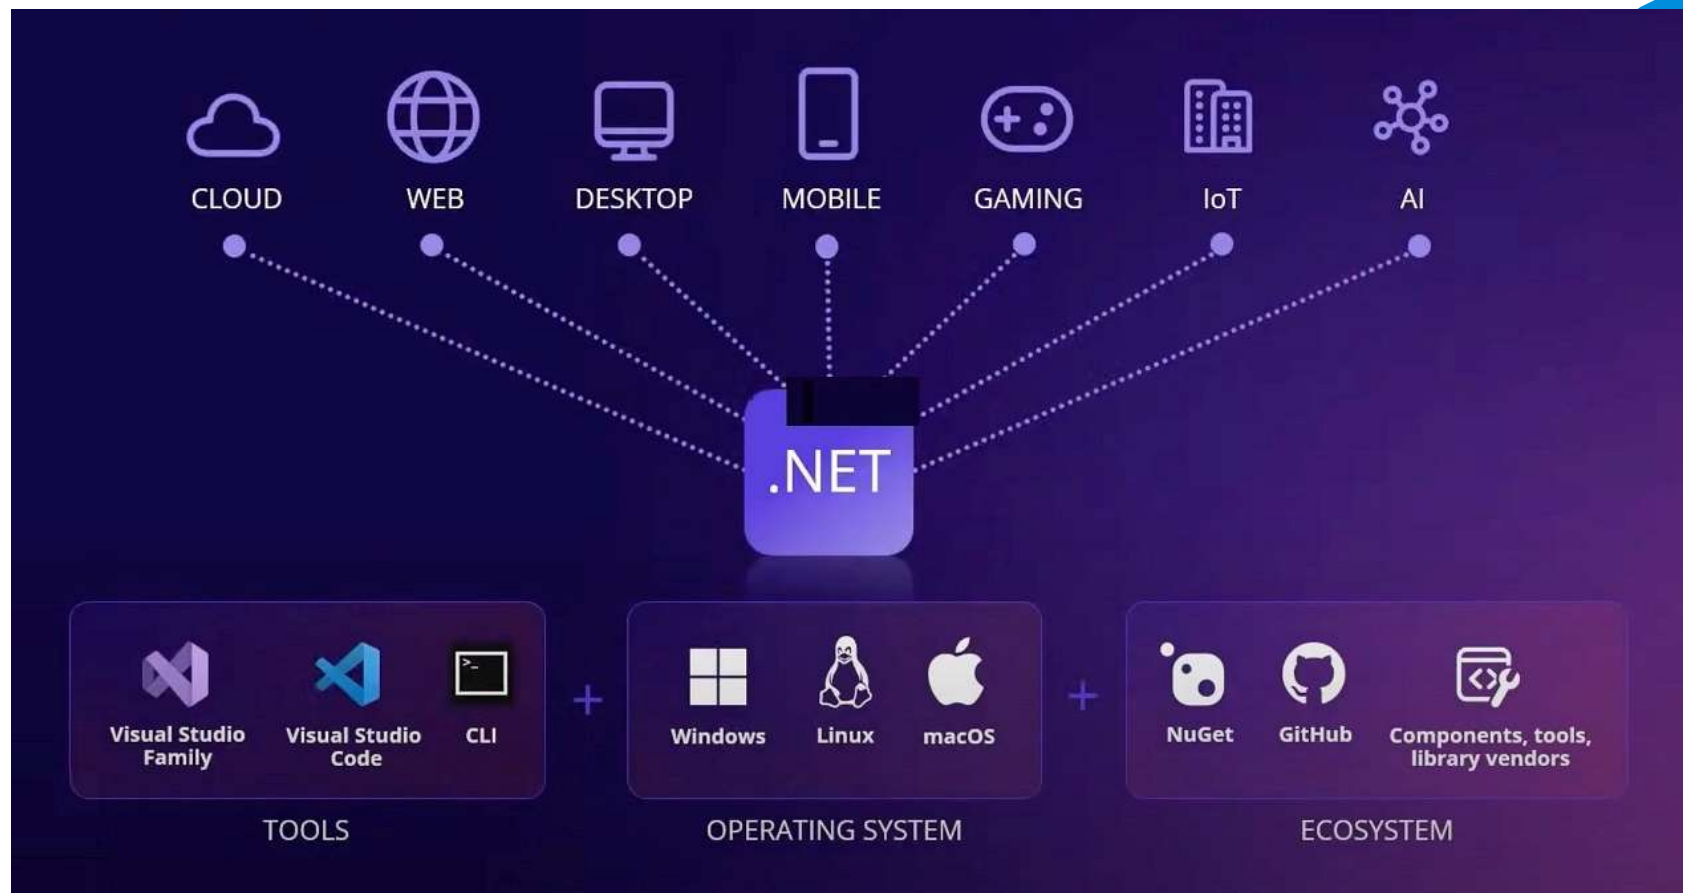 CLOUD
WEB
DESKTOP
MOBILE
GAMING
IoT
AI
.NET
>_
Visual Studio
Family
Visual Studio
Code
CLI
Windows
Linux
macOS
NuGet
GitHub
Components, tools,
library vendors
TOOLS
OPERATING SYSTEM
ECOSYSTEM